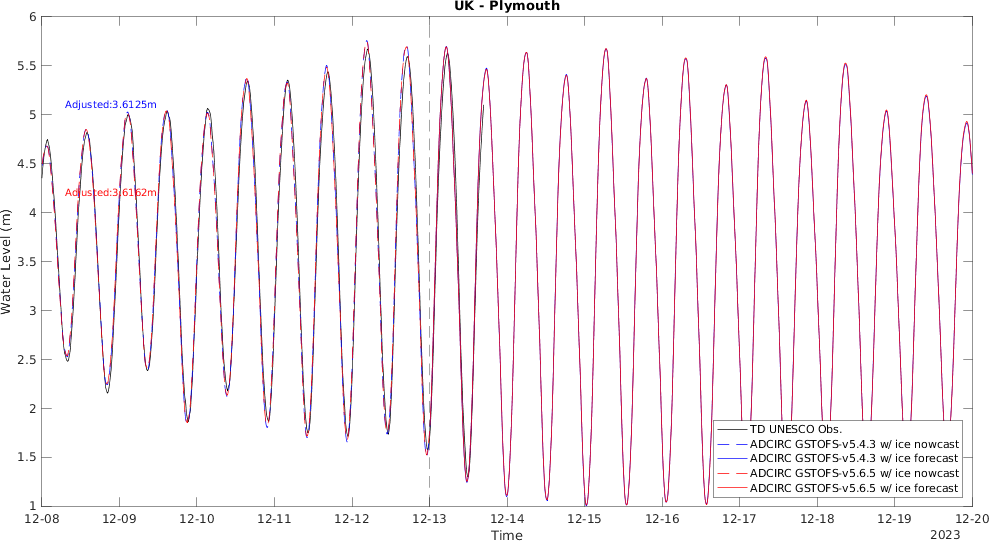 UK - Plymouth
6
5.5
5
4.5
4
3.5
3
2.5
2
1.5
1
Water Level (m)
Adjusted:3.6125m
Adjusted:3.6162m
TD UNESCO Obs.
ADCIRC GSTOFS-v5.4.3 w/ ice nowcast
ADCIRC GSTOFS-v5.4.3 w/ ice forecast
ADCIRC GSTOFS-v5.6.5 w/ ice nowcast
ADCIRC GSTOFS-v5.6.5 w/ ice forecast
12-08 12-09 12-10 12-11 12-12 12-13 12-14 12-15 12-16 12-17 12-18 12-19 12-20
Time
2023